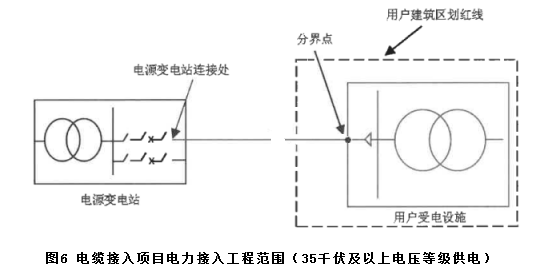 用户建筑区划红线
分界点
电源变电站连接处
电源变电站
用户受电设施
图6 电缆接入项目电力接入工程范围（35千伏及以上电压等级供电）